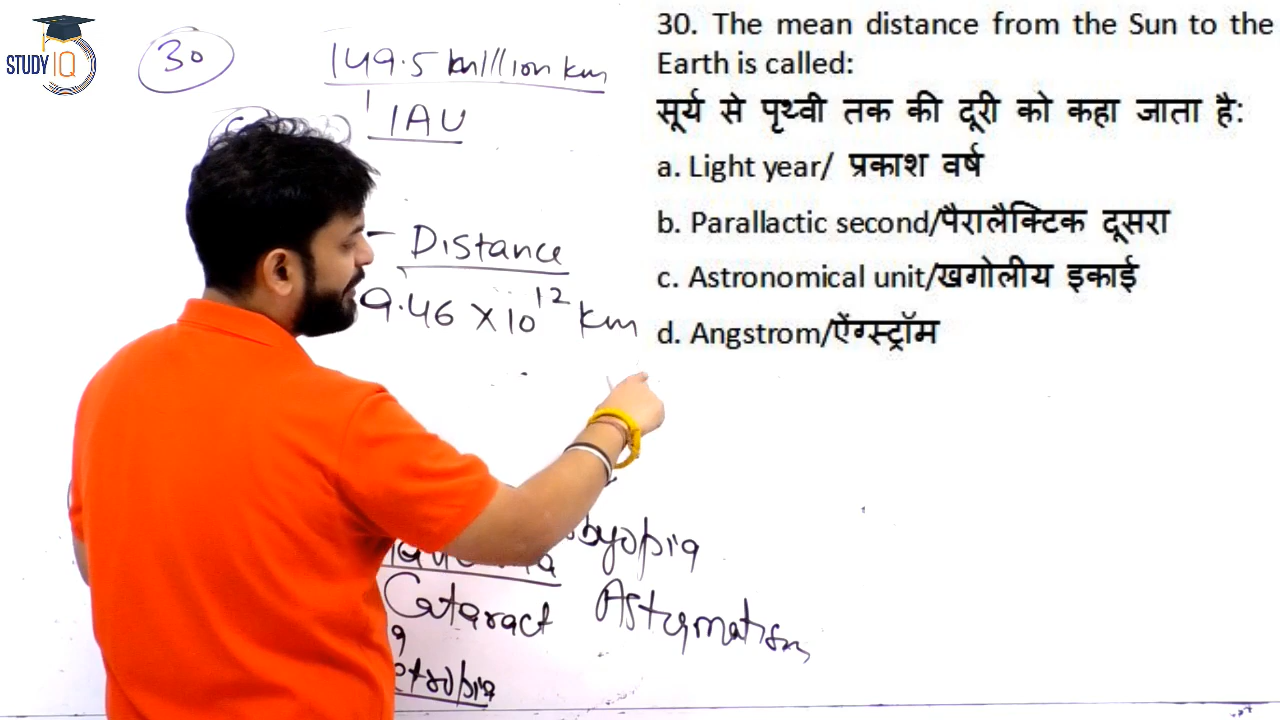 STUDY IQ
30
149.5 million km
1AU
Distance
9.46 × 10¹² km
Cataract
30. The mean distance from the Sun to the
Earth is called:
सूर्य से पृथ्वी तक की दूरी को कहा जाता है:
a. Light year/ प्रकाश वर्ष
b. Parallactic second/पैरालैक्टिक दूसरा
c. Astronomical unit/खगोलीय इकाई
d. Angstrom/ऐंग्स्ट्रॉम